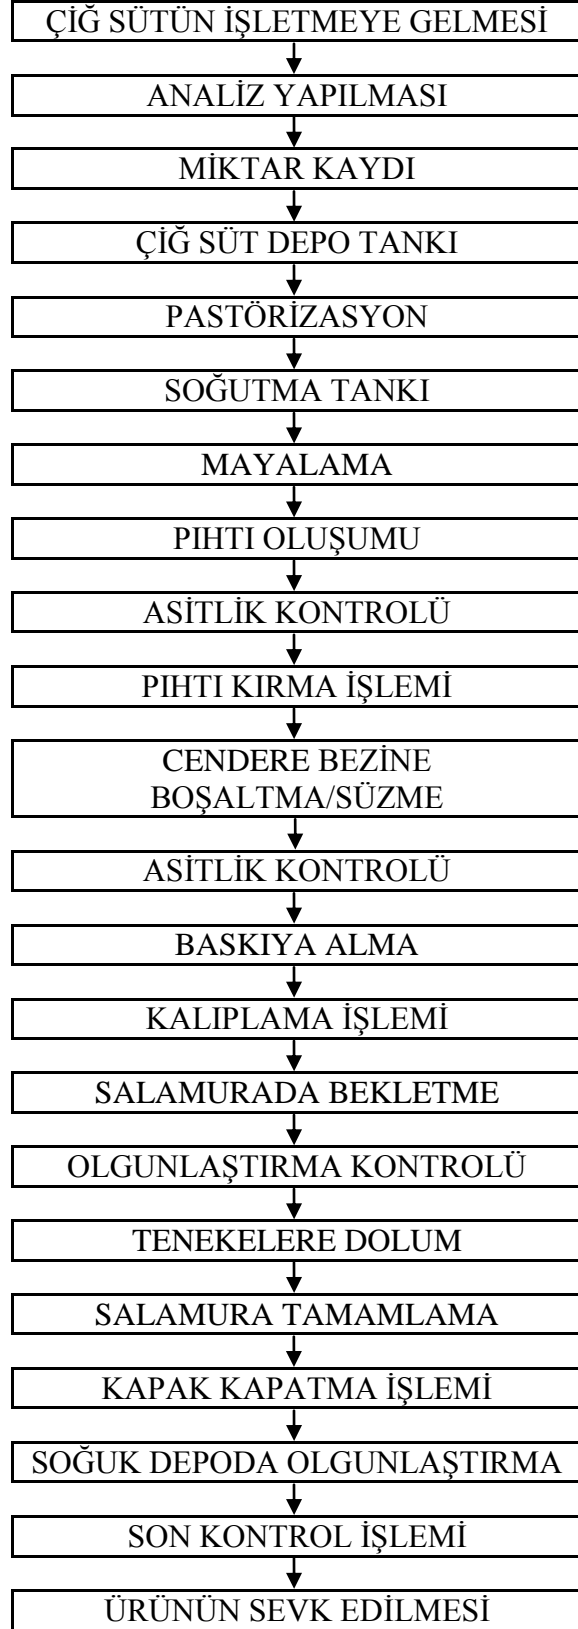 ÇİĞ SÜTÜN İŞLETMEYE GELMESİ
ANALİZ YAPILMASI
MİKTAR KAYDI
ÇİĞ SÜT DEPO TANKI
PASTÖRİZASYON
SOĞUTMA TANKI
MAYALAMA
PIHTI OLUŞUMU
ASİTLİK KONTROLÜ
PIHTI KIRMA İŞLEMİ
CENDERE BEZİNE
BOŞALTMA/SÜZME
ASİTLİK KONTROLÜ
BASKIYA ALMA
KALIPLAMA İŞLEMİ
SALAMURADA BEKLETME
OLGUNLAŞTIRMA KONTROLÜ
TENEKELERE DOLUM
SALAMURA TAMAMLAMA
KAPAK KAPATMA İŞLEMİ
SOĞUK DEPODA OLGUNLAŞTIRMA
SON KONTROL İŞLEMİ
ÜRÜNÜN SEVK EDİLMESİ